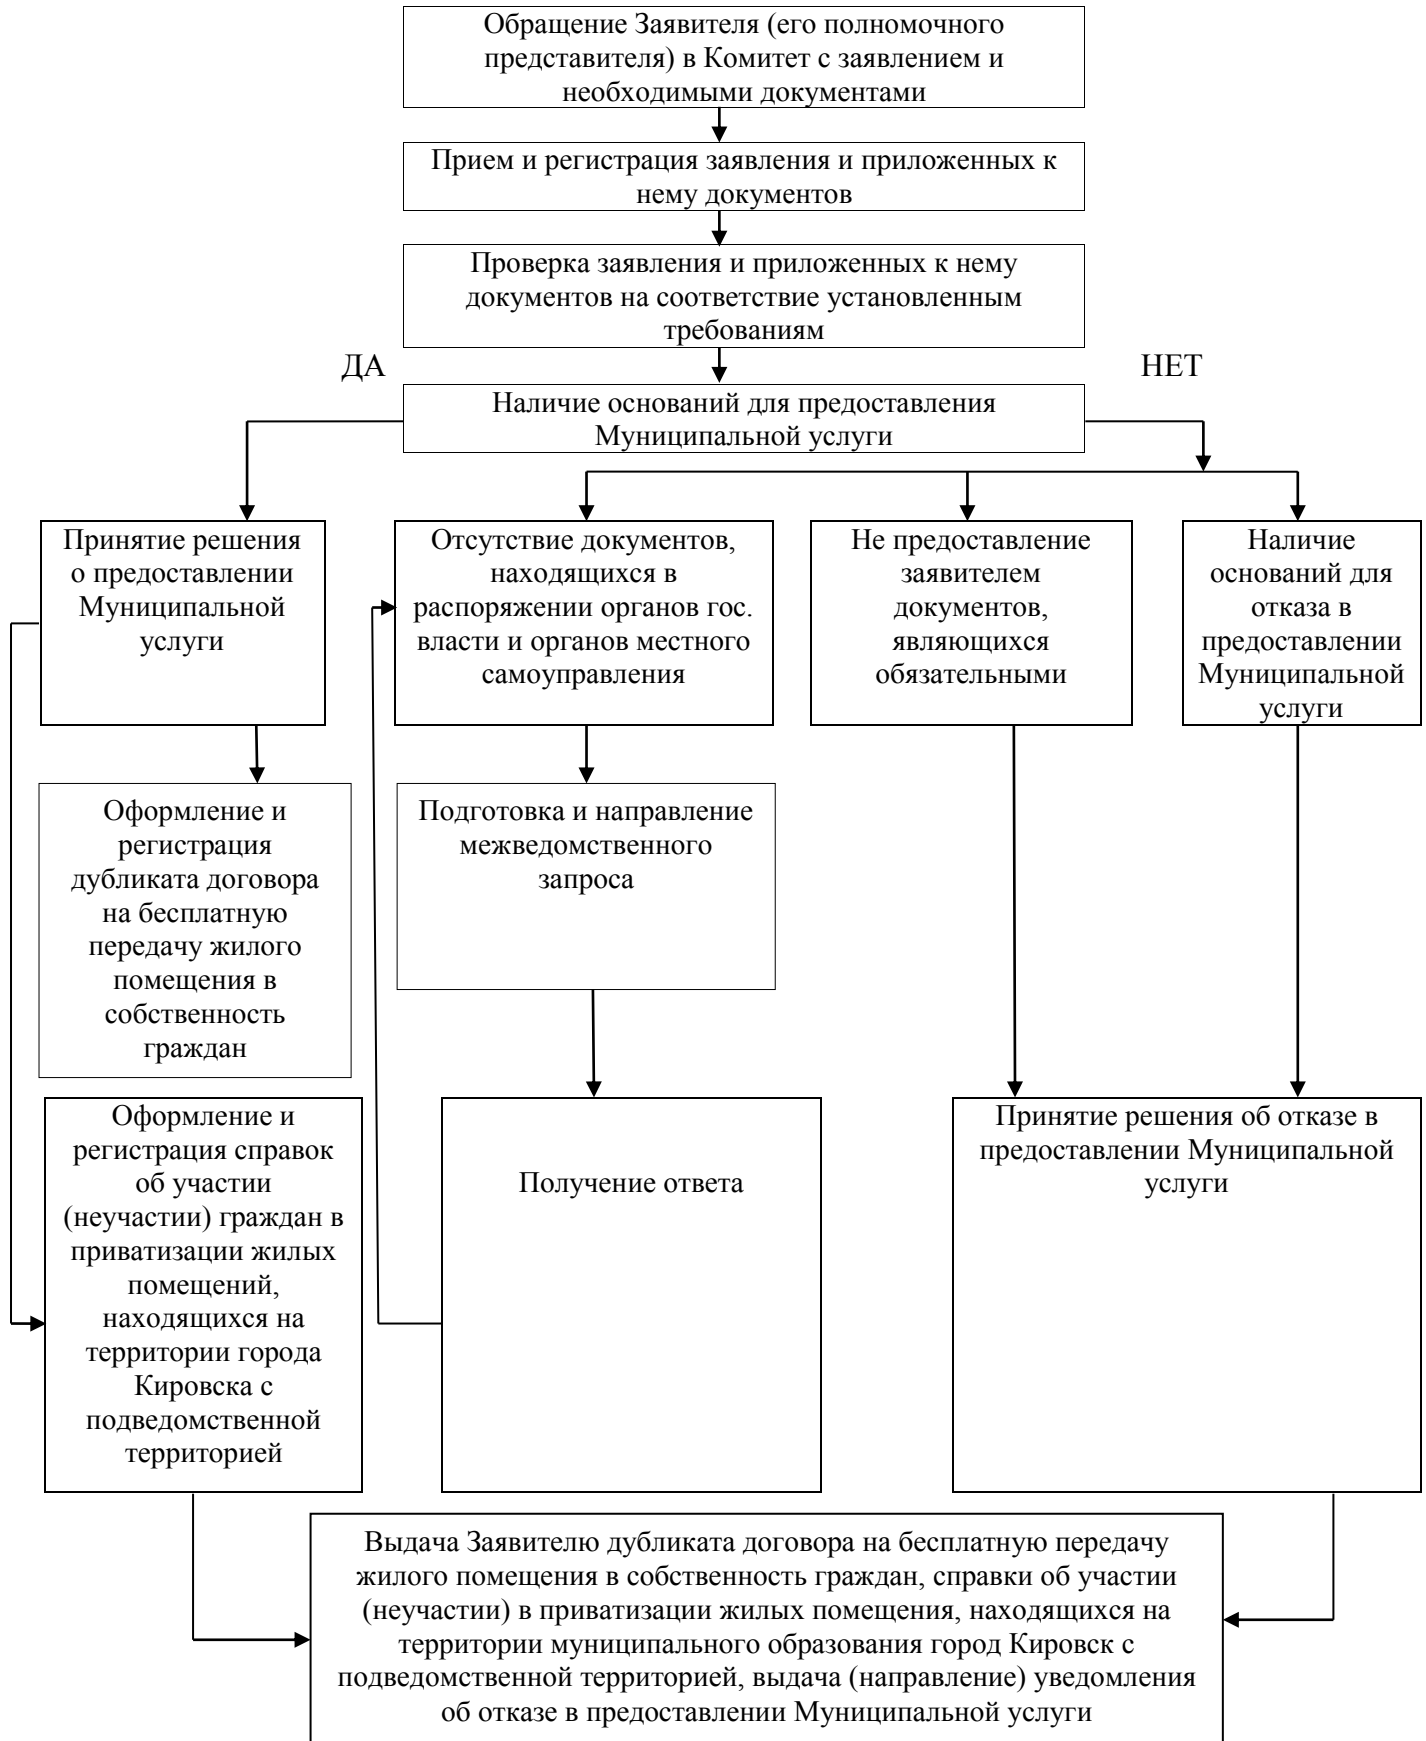 Обращение Заявителя (его полномочного
представителя) в Комитет с заявлением и
необходимыми документами
Прием и регистрация заявления и приложенных к
нему документов
Проверка заявления и приложенных к нему
документов на соответствие установленным
требованиям
ДА
НЕТ
Наличие оснований для предоставления
Муниципальной услуги
Принятие решения
о предоставлении
Муниципальной
услуги
Отсутствие документов,
находящихся в
распоряжении органов гос.
власти и органов местного
самоуправления
Не предоставление
заявителем
документов,
являющихся
обязательными
Наличие
оснований для
отказа в
предоставлении
Муниципальной
услуги
Оформление и
регистрация
дубликата договора
на бесплатную
передачу жилого
помещения в
собственность
граждан
Подготовка и направление
межведомственного
запроса
Оформление и
регистрация справок
об участии
(неучастии) граждан в
приватизации жилых
помещений,
находящихся на
территории города
Кировска с
подведомственной
территорией
Получение ответа
Принятие решения об отказе в
предоставлении Муниципальной
услуги
Выдача Заявителю дубликата договора на бесплатную передачу
жилого помещения в собственность граждан, справки об участии
(неучастии) в приватизации жилых помещения, находящихся на
территории муниципального образования город Кировск с
подведомственной территорией, выдача (направление) уведомления
об отказе в предоставлении Муниципальной услуги